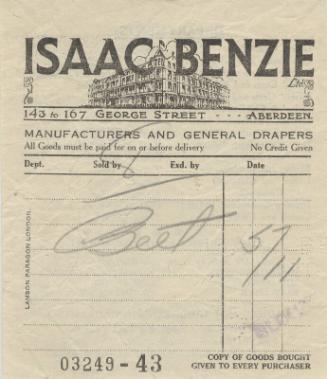 ISAAC BENZIE
Ltd.
143 to 167 GEORGE STREET - - - ABERDEEN.
MANUFACTURERS AND GENERAL DRAPERS
All Goods must be paid for on or before delivery No Credit Given
Dept. Sold by Exd. by Date
Belt 57/11
LAMSON PARAGON LONDON.
03249 - 43
COPY OF GOODS BOUGHT
GIVEN TO EVERY PURCHASER